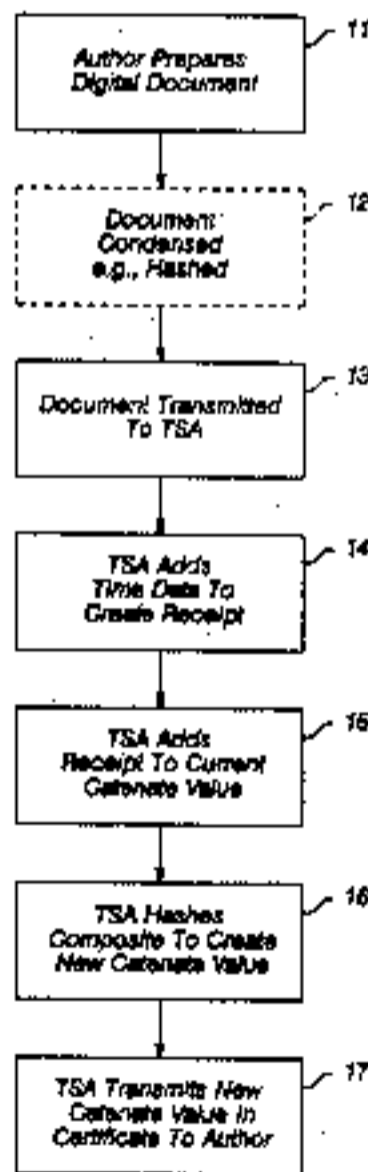 11
Author Prepares
Digital Document
12
Document
Condensed
e.g., Hashed
13
Document Transmitted
To TSA
14
TSA Adds
Time Data To
Create Receipt
15
TSA Adds
Receipt To Current
Catenate Value
16
TSA Hashes
Composite To Create
New Catenate Value
17
TSA Transmits New
Catenate Value In
Certificate To Author